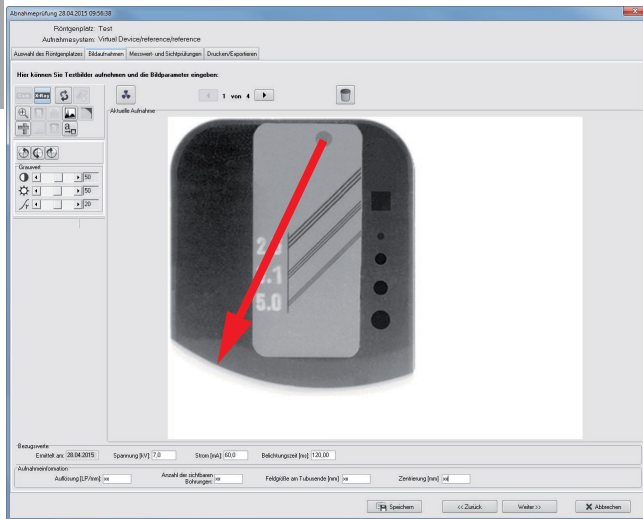 Abnahmeprüfung 28.04.2015 09:56:38
Röntgenplatz: Test
Aufnahmesystem: Virtual Device/reference/reference
Auswahl des Röntgenplatzes Bildaufnahmen Messwert- und Sichtprüfungen Drucken/Exportieren
Hier können Sie Testbilder aufnehmen und die Bildparameter eingeben:
X-Ray
1 von 4
Aktuelle Aufnahme
Grauwert
50
50
20
.1
5.0
Bezugswerte
Ermittelt am: 28.04.2015 Spannung [kV]: 7,0 Strom [mA]: 60,0 Belichtungszeit [ms]: 120,00
Aufnahmeinformation
Auflösung [LP/mm]: xx Anzahl der sichtbaren Bohrungen: xx Feldgröße am Tubusende [mm]: xx Zentrierung [mm]: xx
Speichern << Zurück Weiter >> Abbrechen